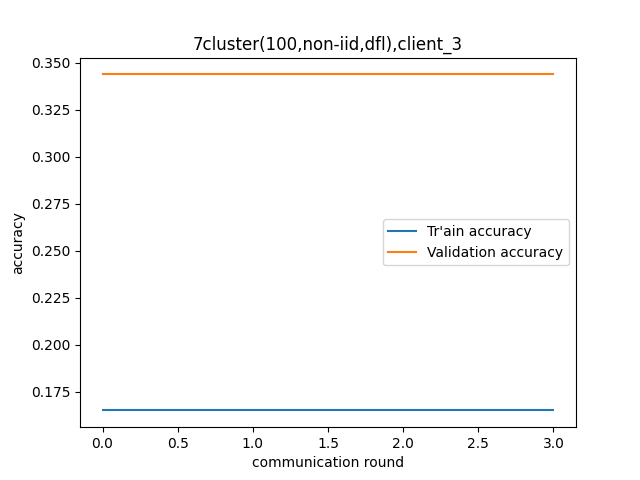 7cluster(100,non-iid,dfl),client_3
0.350
0.325
0.300
0.275
0.250
0.225
0.200
0.175
accuracy
Tr'ain accuracy
Validation accuracy
0.0 0.5 1.0 1.5 2.0 2.5 3.0
communication round